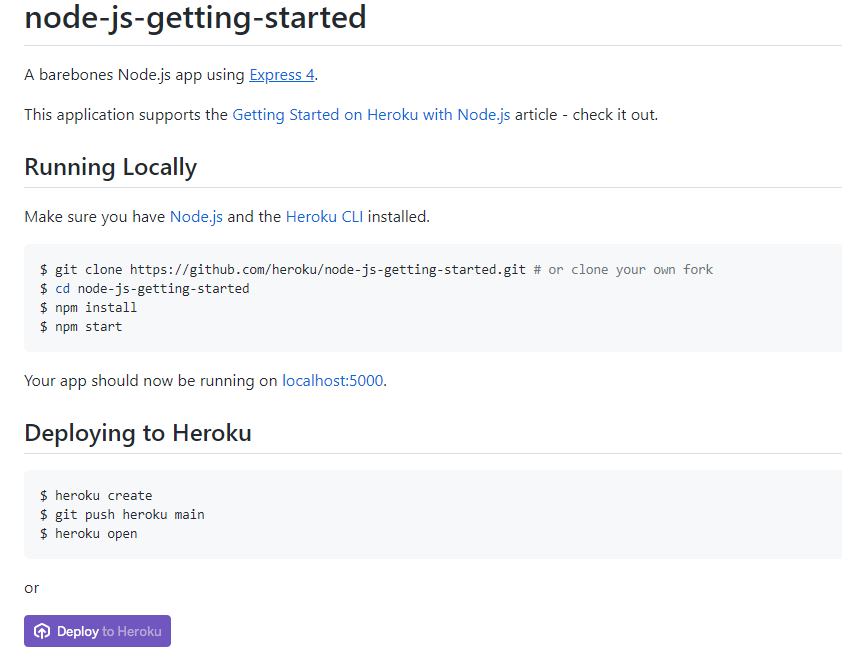 node-js-getting-started
A barebones Node.js app using Express 4.
This application supports the Getting Started on Heroku with Node.js article - check it out.
Running Locally
Make sure you have Node.js and the Heroku CLI installed.
$ git clone https://github.com/heroku/node-js-getting-started.git # or clone your own fork
$ cd node-js-getting-started
$ npm install
$ npm start
Your app should now be running on localhost:5000.
Deploying to Heroku
$ heroku create
$ git push heroku main
$ heroku open
or
Deploy to Heroku